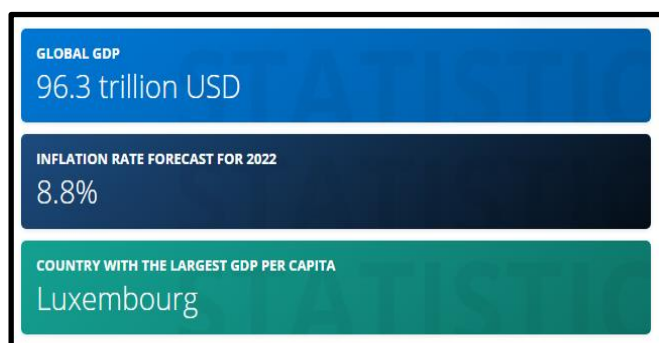 GLOBAL GDP
96.3 trillion USD
INFLATION RATE FORECAST FOR 2022
8.8%
COUNTRY WITH THE LARGEST GDP PER CAPITA
Luxembourg